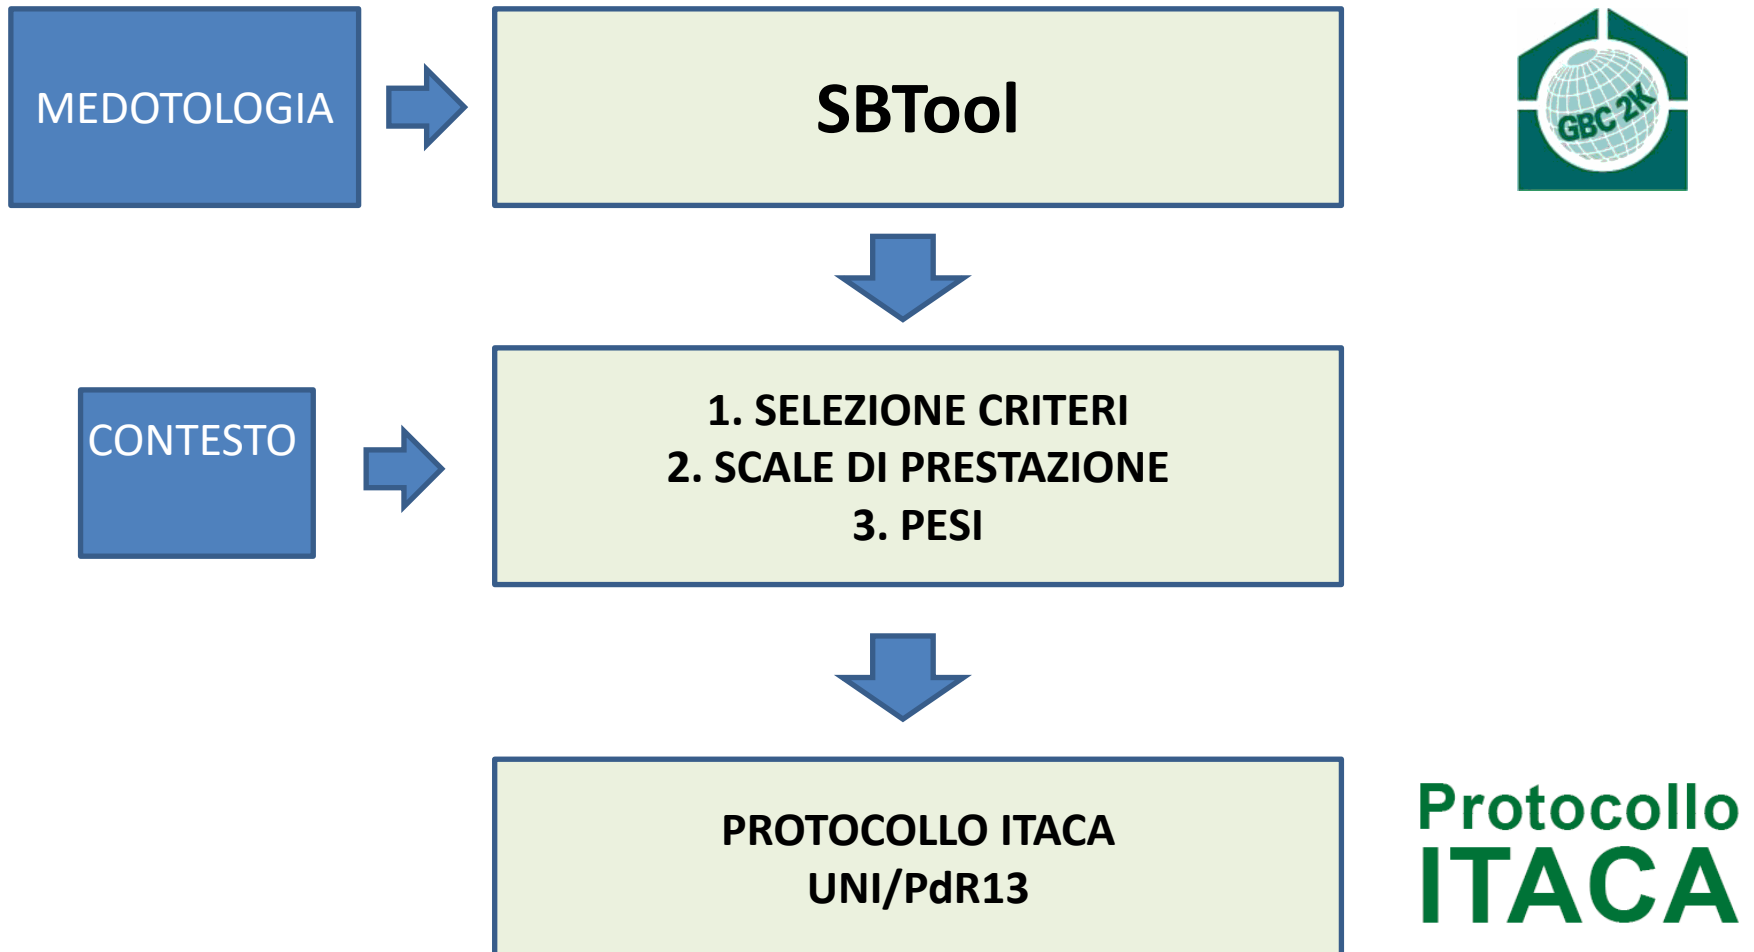 MEDOTOLOGIA
SBTool
GBC 2K
CONTESTO
1. SELEZIONE CRITERI
2. SCALE DI PRESTAZIONE
3. PESI
PROTOCOLLO ITACA
UNI/PdR13
Protocollo
ITACA